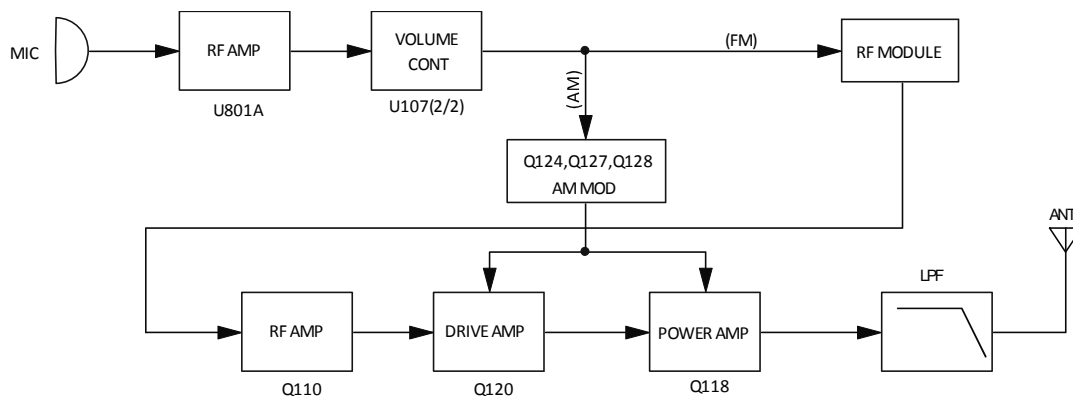 MIC
RF AMP
U801A
VOLUME
CONT
U107(2/2)
(FM)
RF MODULE
(AM)
Q124,Q127,Q128
AM MOD
RF AMP
Q110
DRIVE AMP
Q120
POWER AMP
Q118
LPF
ANT